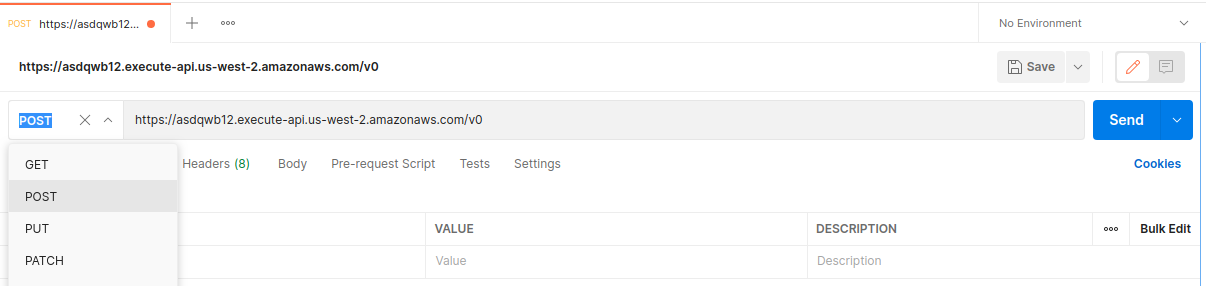 POST https://asdqwb12...
No Environment
https://asdqwb12.execute-api.us-west-2.amazonaws.com/v0
Save
POST
https://asdqwb12.execute-api.us-west-2.amazonaws.com/v0
Send
GET
POST
PUT
PATCH
Headers (8)
Body
Pre-request Script
Tests
Settings
Cookies
VALUE
DESCRIPTION
Bulk Edit
Value
Description